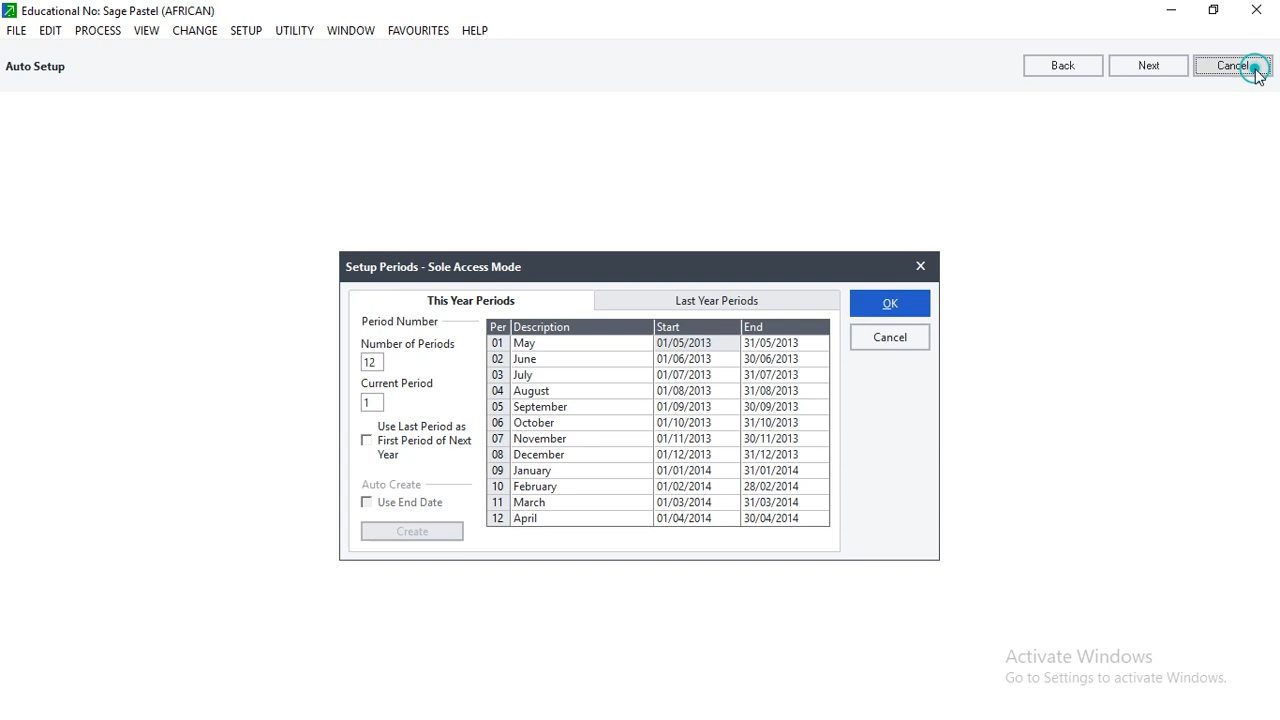 Educational No: Sage Pastel (AFRICAN)
FILE EDIT PROCESS VIEW CHANGE SETUP UTILITY WINDOW FAVOURITES HELP
Auto Setup
Back Next Cancel
Setup Periods - Sole Access Mode
This Year Periods Last Year Periods
OK
Cancel
Period Number
Number of Periods
12
Current Period
1
Use Last Period as
First Period of Next
Year
Auto Create
Use End Date
Create
Per Description Start End
01 May 01/05/2013 31/05/2013
02 June 01/06/2013 30/06/2013
03 July 01/07/2013 31/07/2013
04 August 01/08/2013 31/08/2013
05 September 01/09/2013 30/09/2013
06 October 01/10/2013 31/10/2013
07 November 01/11/2013 30/11/2013
08 December 01/12/2013 31/12/2013
09 January 01/01/2014 31/01/2014
10 February 01/02/2014 28/02/2014
11 March 01/03/2014 31/03/2014
12 April 01/04/2014 30/04/2014
Activate Windows
Go to Settings to activate Windows.